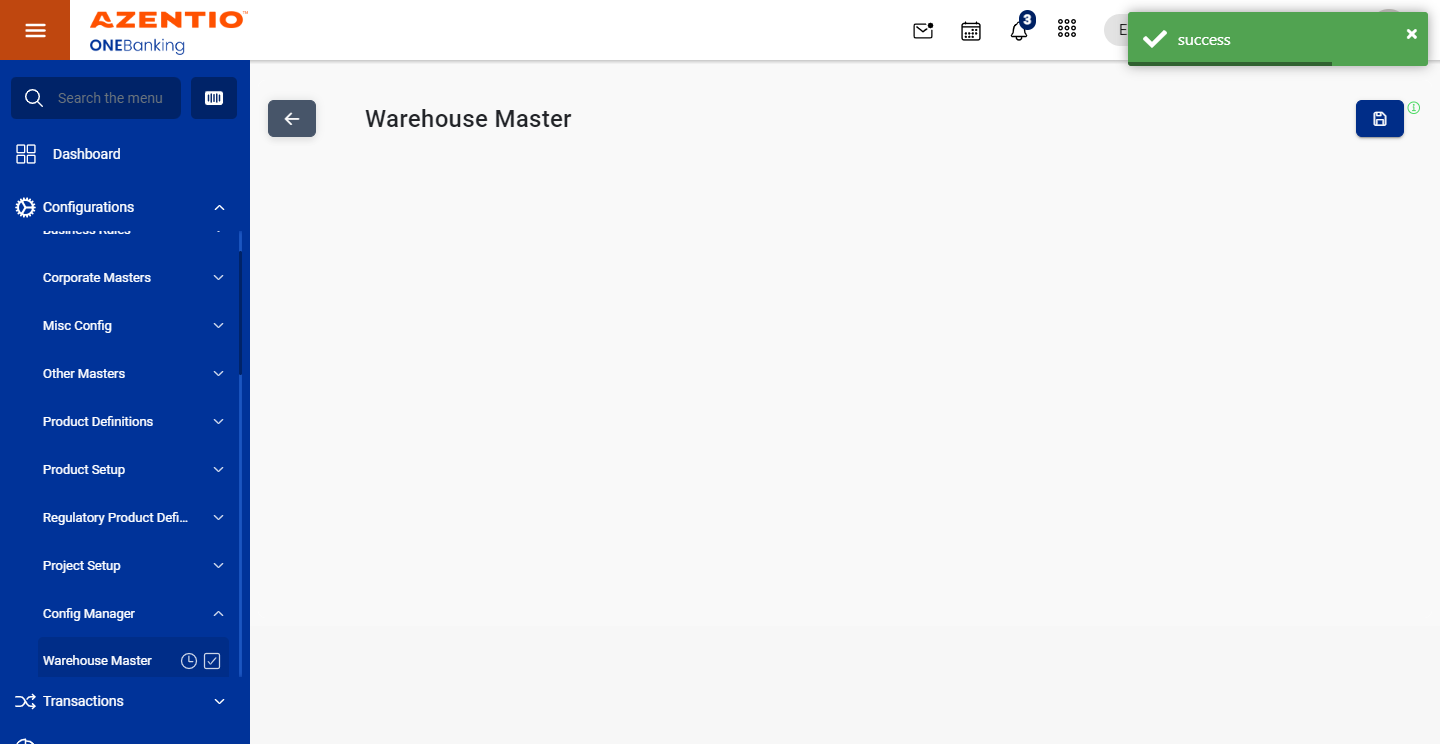 AZENTIO™
ONEBanking
3
E
success
Search the menu
Warehouse Master
Dashboard
Configurations
Business Rules
Corporate Masters
Misc Config
Other Masters
Product Definitions
Product Setup
Regulatory Product Defi...
Project Setup
Config Manager
Warehouse Master
Transactions